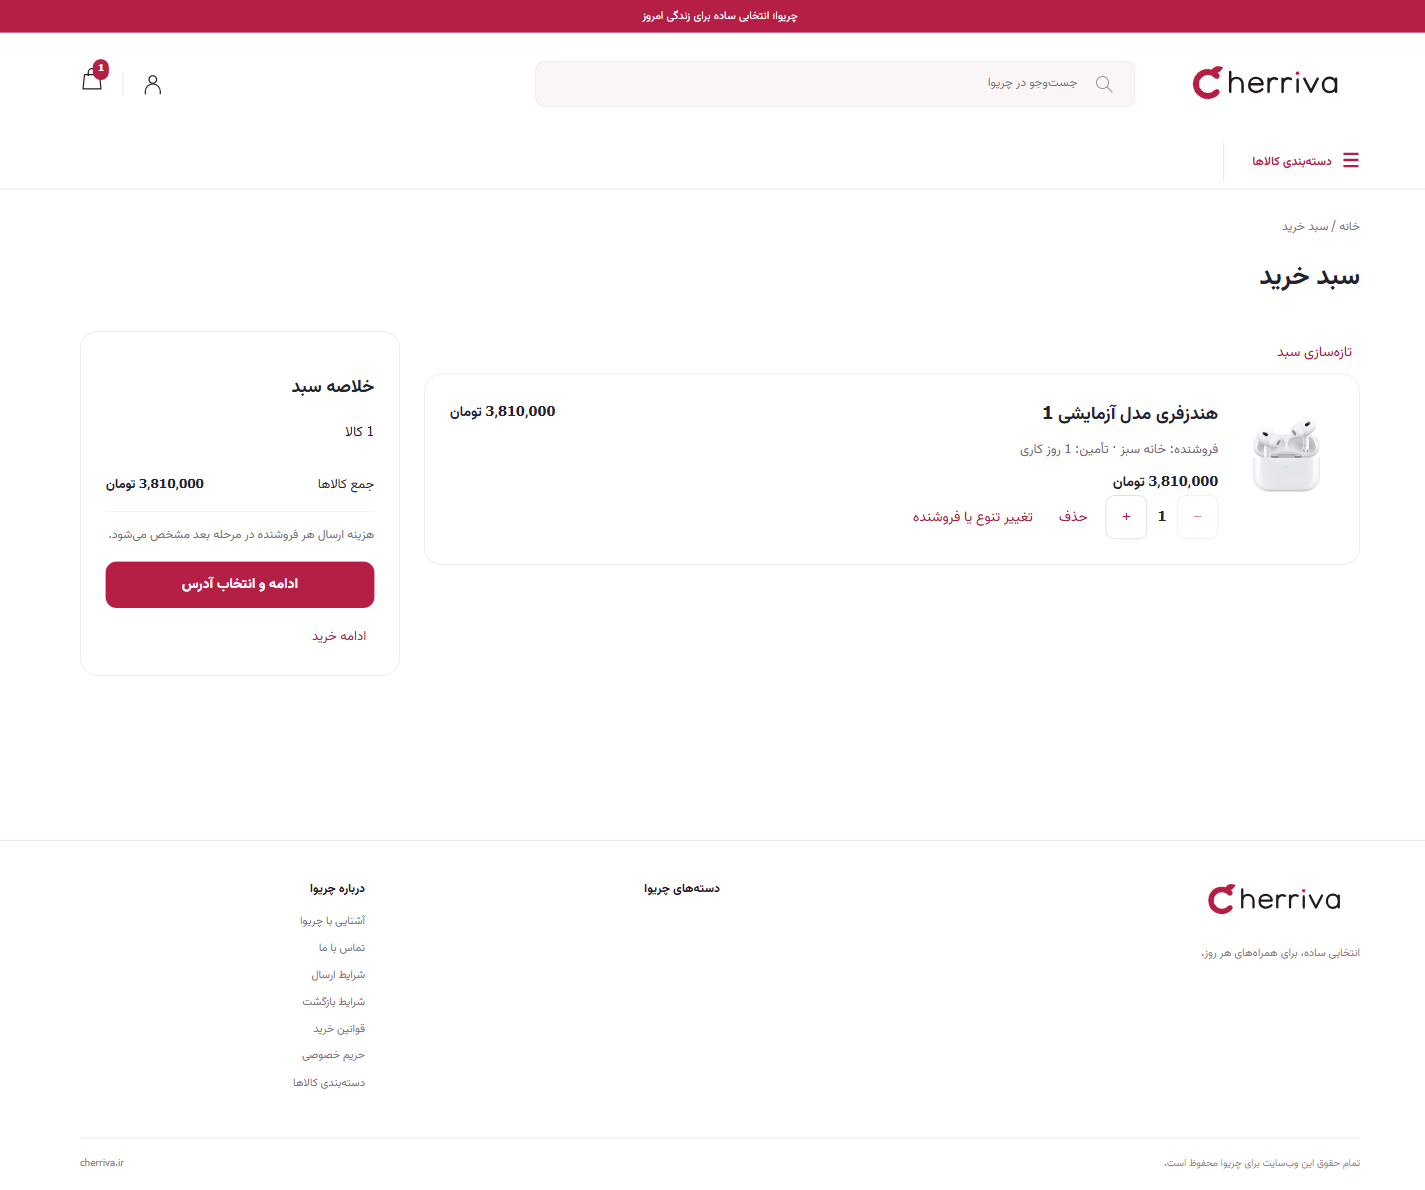 چریوا؛ انتخابی ساده برای زندگی امروز
Cherriva
جست‌وجو در چریوا
1
دسته‌بندی کالاها
خانه / سبد خرید
سبد خرید
تازه‌سازی سبد
هندزفری مدل آزمایشی 1
3,810,000 تومان
فروشنده: خانه سبز · تأمین: 1 روز کاری
3,810,000 تومان
− 1 + حذف تغییر تنوع یا فروشنده
خلاصه سبد
1 کالا
جمع کالاها 3,810,000 تومان
هزینه ارسال هر فروشنده در مرحله بعد مشخص می‌شود.
ادامه و انتخاب آدرس
ادامه خرید
Cherriva
انتخابی ساده، برای همراه‌های هر روز.
دسته‌های چریوا
درباره چریوا
آشنایی با چریوا
تماس با ما
شرایط ارسال
شرایط بازگشت
قوانین خرید
حریم خصوصی
دسته‌بندی کالاها
تمام حقوق این وب‌سایت برای چریوا محفوظ است.
cherriva.ir